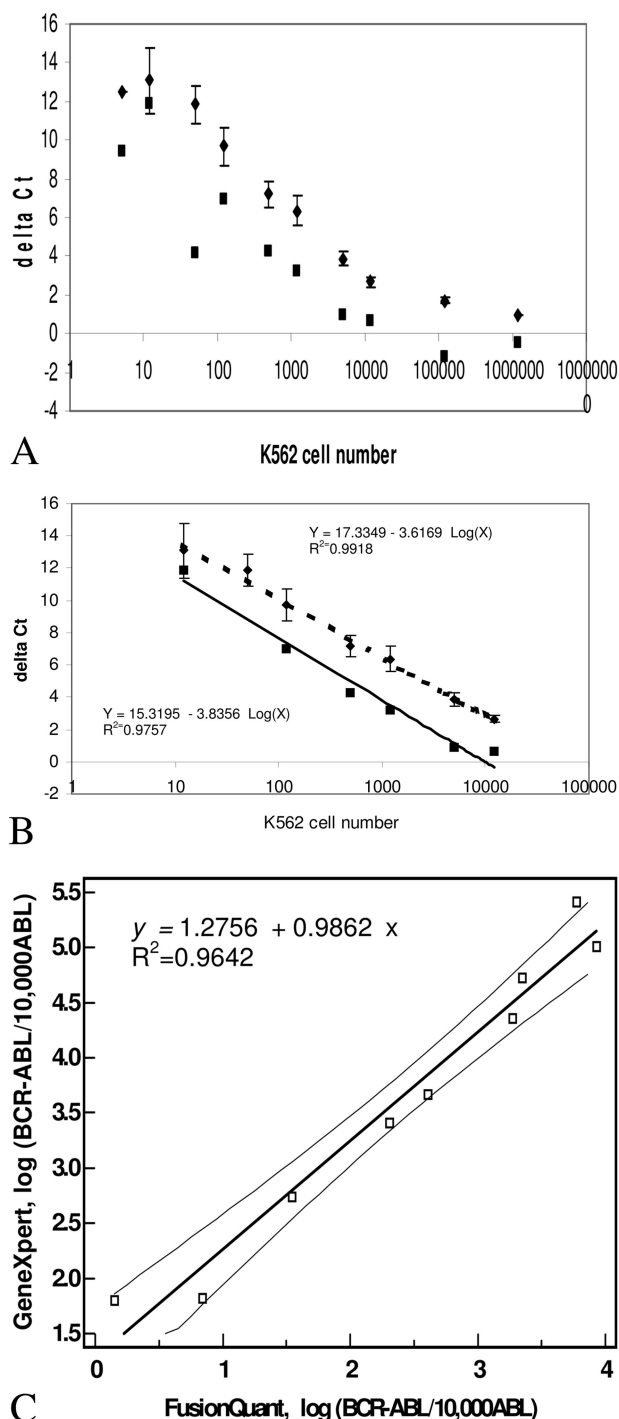 16
14
12
10
8
6
4
2
0
-2
-4
delta Ct
1 10 100 1000 10000 100000 1000000 1000000
0
K562 cell number
A
16
14
12
10
8
6
4
2
0
-2
delta Ct
Y = 17.3349 - 3.6169 Log(X)
R2=0.9918
Y = 15.3195 - 3.8356 Log(X)
R2=0.9757
1 10 100 1000 10000 100000
K562 cell number
B
5.5
5.0
4.5
4.0
3.5
3.0
2.5
2.0
1.5
GeneXpert, log (BCR-ABL/10,000ABL)
y = 1.2756 + 0.9862 x
R2=0.9642
0 1 2 3 4
FusionQuant, log (BCR-ABL/10,000ABL)
C